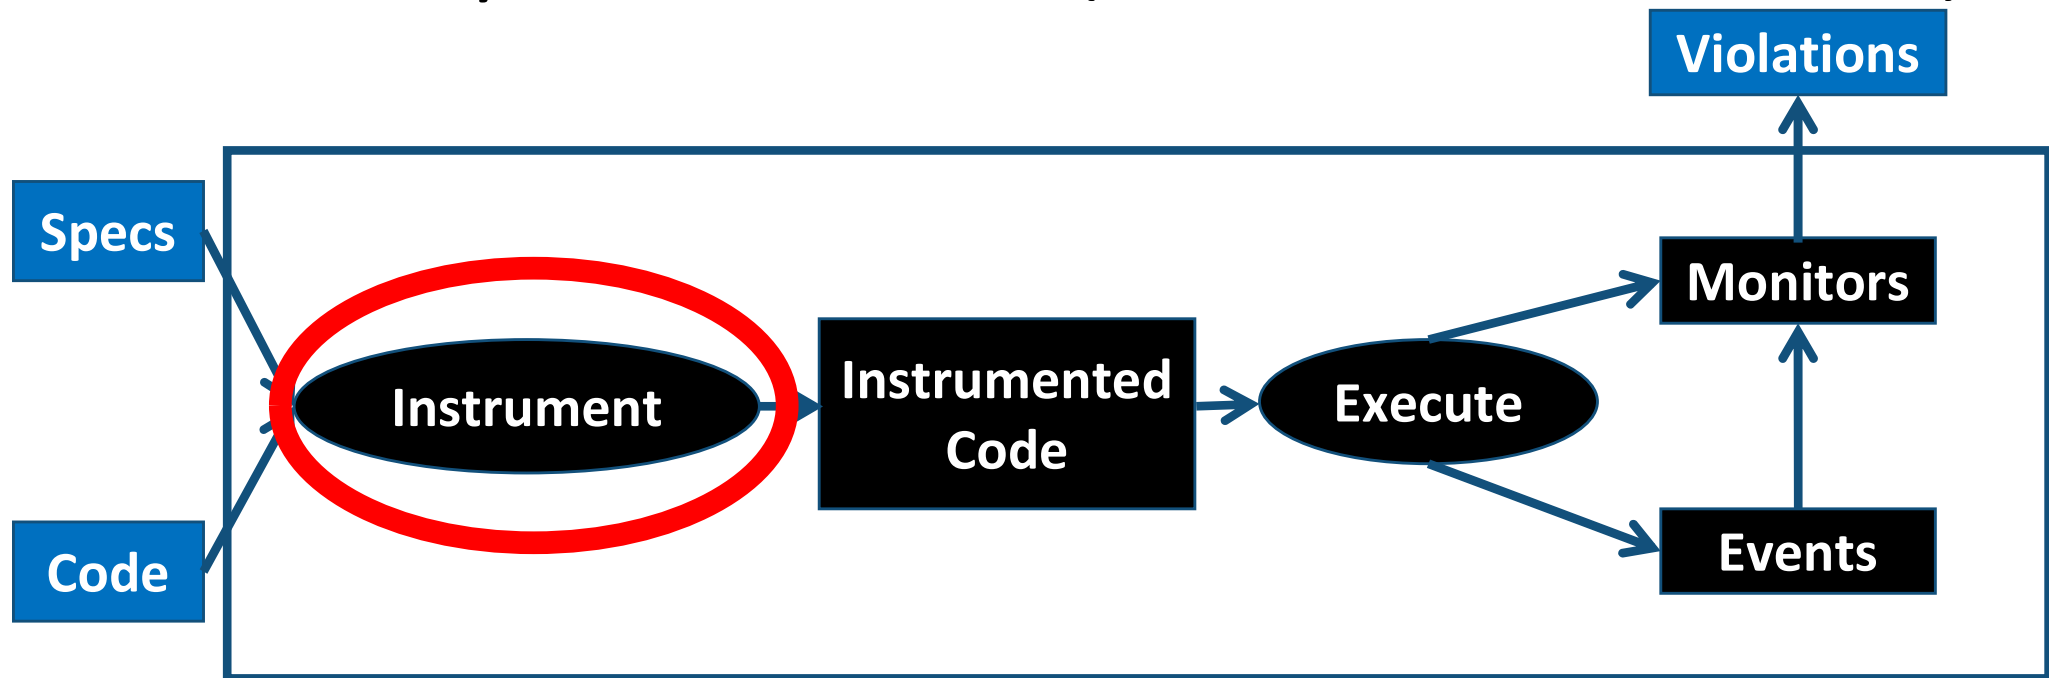 Violations
Specs
Monitors
Instrument
Instrumented
Code
Execute
Code
Events